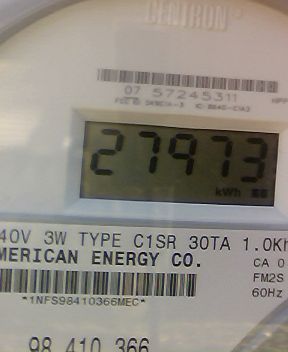 CENTRON
07 57245311
27973
kWh
40V 3W TYPE C1SR 30TA 1.0Kh
MERICAN ENERGY CO.
CA 0
FM2S
60Hz
*1NFS98410366MEC*
98 410 366